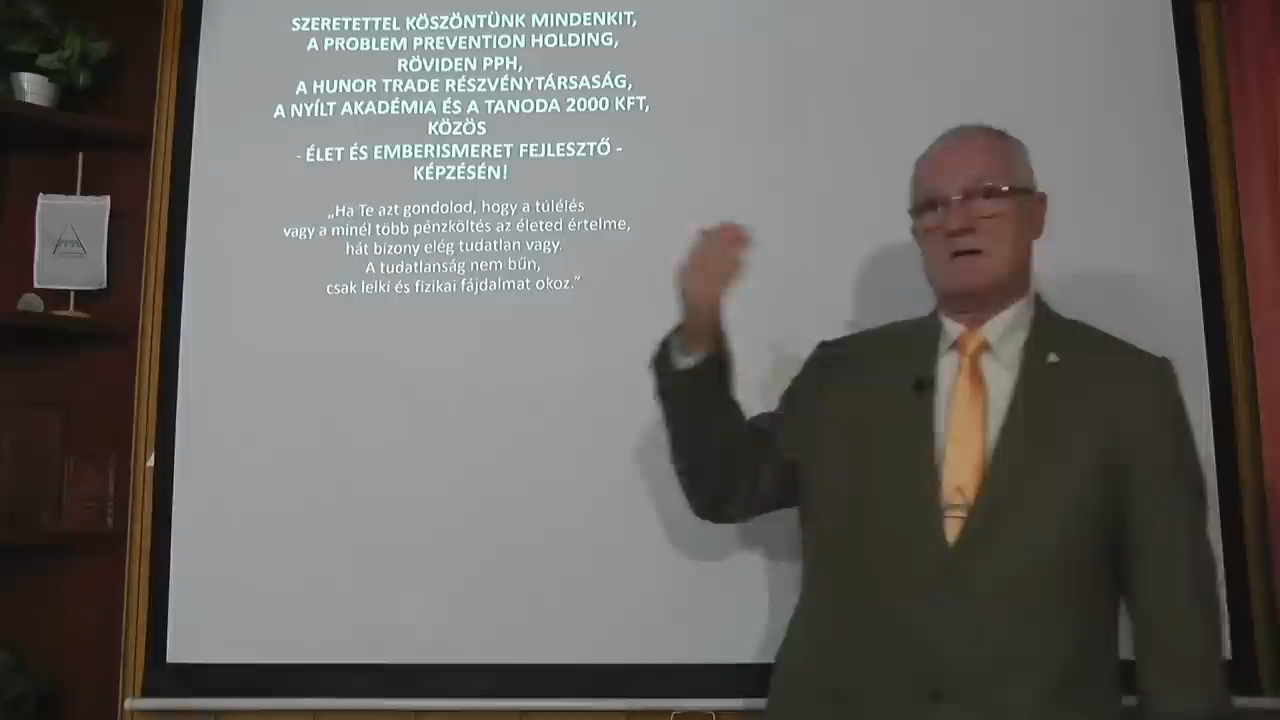 SZERETETTEL KÖSZÖNTÜNK MINDENKIT,
A PROBLEM PREVENTION HOLDING,
RÖVIDEN PPH,
A HUNOR TRADE RÉSZVÉNYTÁRSASÁG,
A NYÍLT AKADÉMIA ÉS A TANODA 2000 KFT,
KÖZÖS
- ÉLET ÉS EMBERISMERET FEJLESZTŐ -
KÉPZÉSÉN!
„Ha Te azt gondolod, hogy a túlélés
vagy a minél több pénzköltés az életed értelme,
hát bizony elég tudatlan vagy.
A tudatlanság nem bűn,
csak lelki és fizikai fájdalmat okoz.”